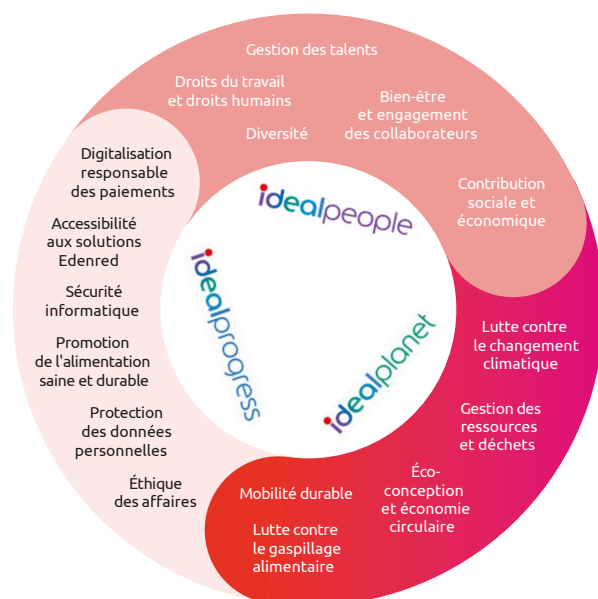 Gestion des talents
Droits du travail
et droits humains
Diversité
Bien-être
et engagement
des collaborateurs
Contribution
sociale et
économique
Lutte contre
le changement
climatique
Gestion des
ressources
et déchets
Éco-
conception
et économie
circulaire
Mobilité durable
Lutte contre
le gaspillage
alimentaire
Digitalisation
responsable
des paiements
Accessibilité
aux solutions
Edenred
Sécurité
informatique
Promotion
de l'alimentation
saine et durable
Protection
des données
personnelles
Éthique
des affaires
idealpeople
idealprogress
idealplanet